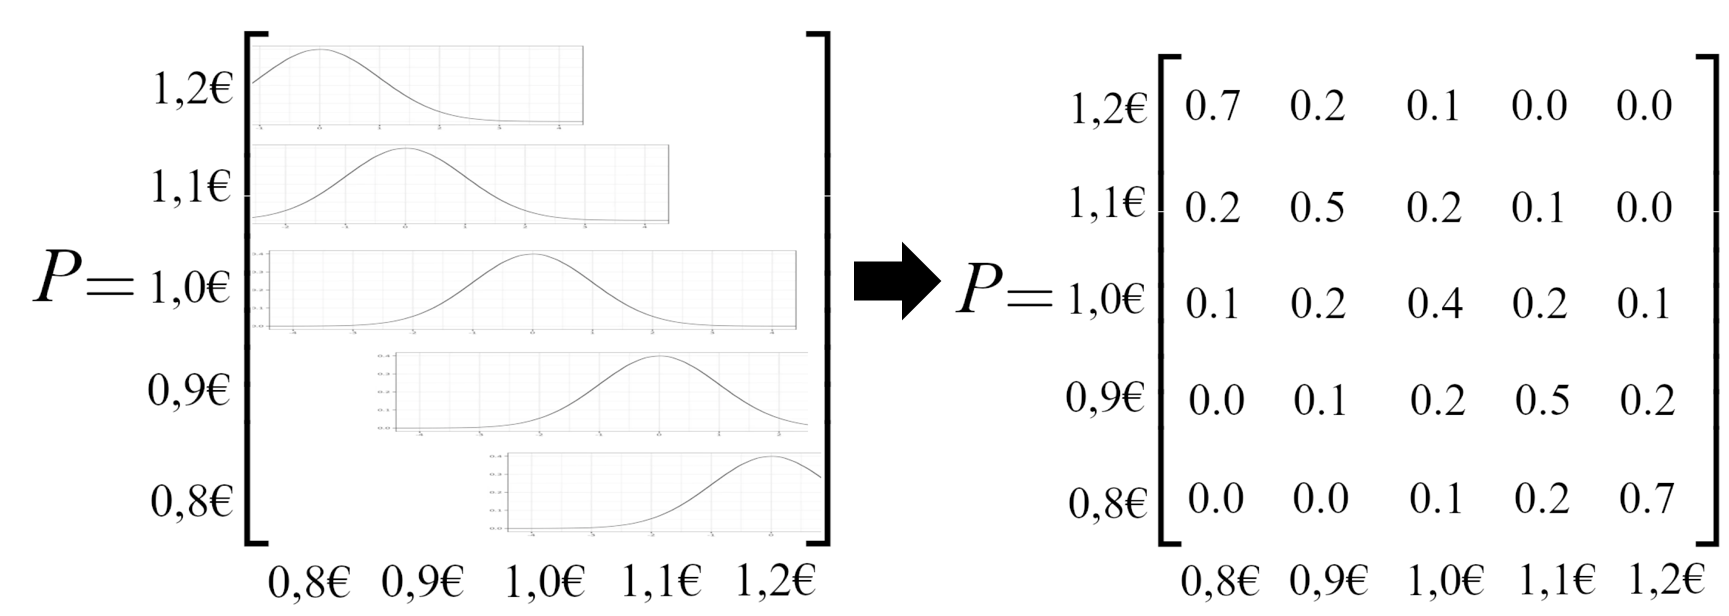 P= 
1,2€
1,1€
1,0€
0,9€
0,8€
0,8€ 0,9€ 1,0€ 1,1€ 1,2€
P=
1,2€ 0.7 0.2 0.1 0.0 0.0
1,1€ 0.2 0.5 0.2 0.1 0.0
1,0€ 0.1 0.2 0.4 0.2 0.1
0,9€ 0.0 0.1 0.2 0.5 0.2
0,8€ 0.0 0.0 0.1 0.2 0.7
0,8€ 0,9€ 1,0€ 1,1€ 1,2€